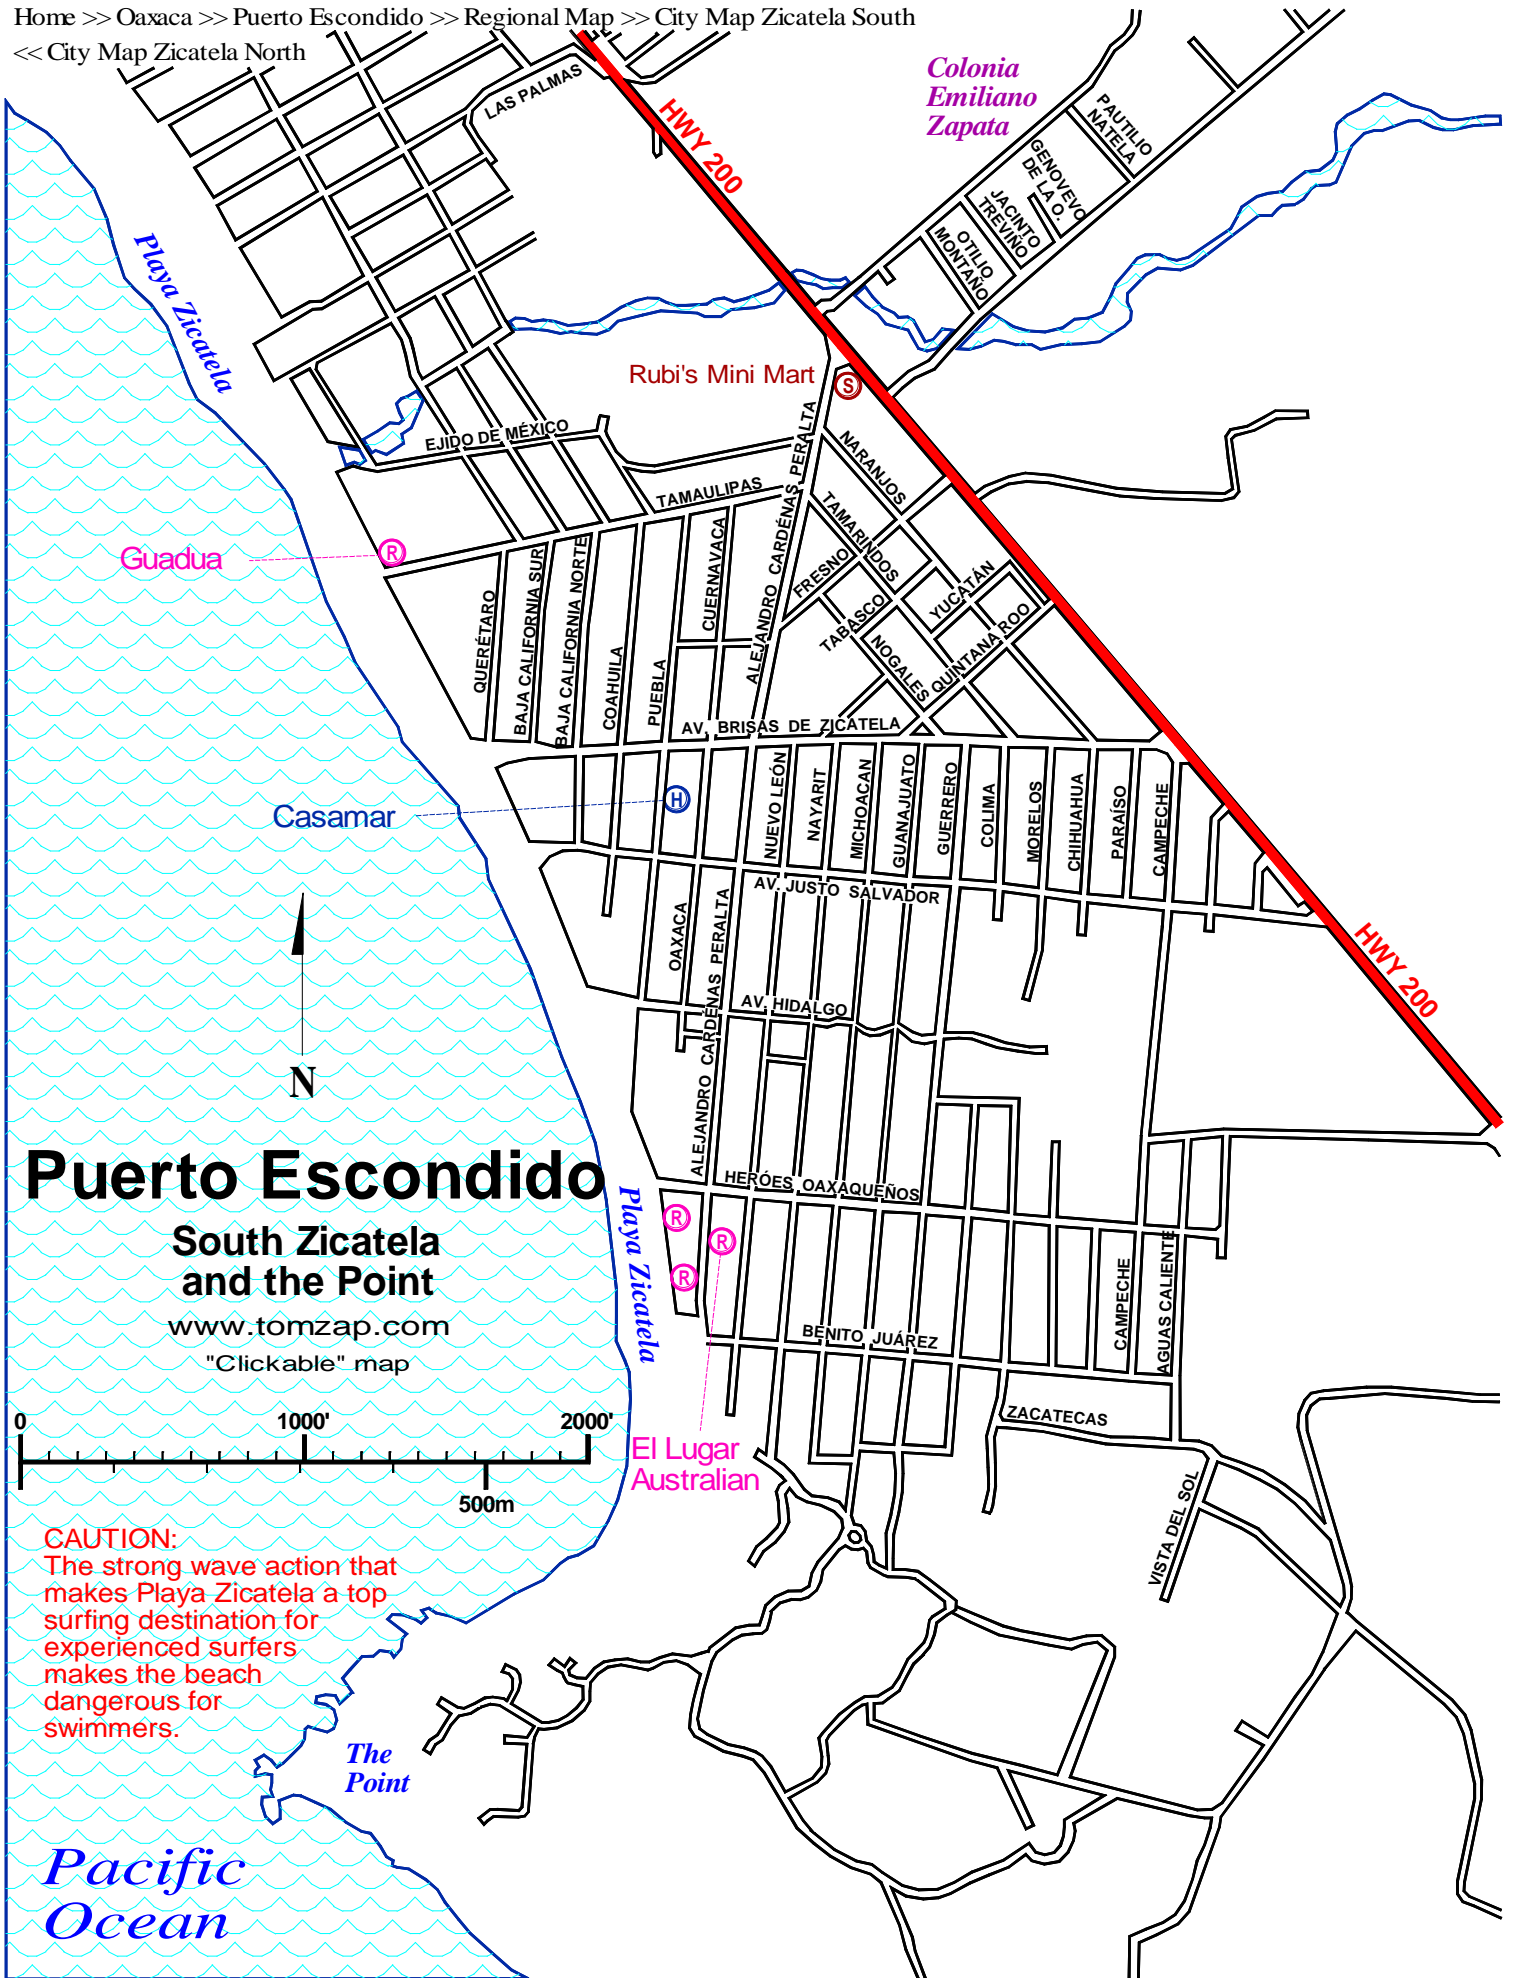 Home >> Oaxaca >> Puerto Escondido >> Regional Map >> City Map Zicatela South
<< City Map Zicatela North
Colonia
Emiliano
Zapata
LAS PALMAS
HWY 200
PAUTILIO
NATELA
GENOVEVO
DE LA O.
JACINTO
TREVIÑO
OTILIO
MONTAÑO
Playa Zicatela
Rubi's Mini Mart
S
EJIDO DE MÉXICO
TAMAULIPAS
ALEJANDRO CARDÉNAS PERALTA
NARANJOS
TAMARINDOS
FRESNO
TABASCO
NOGALES
YUCATÁN
QUINTANA ROO
Guadua
R
QUERÉTARO
BAJA CALIFORNIA SUR
BAJA CALIFORNIA NORTE
COAHUILA
PUEBLA
CUERNAVACA
AV. BRISAS DE ZICATELA
Casamar
H
NUEVO LEÓN
NAYARIT
MICHOACAN
GUANAJUATO
GUERRERO
COLIMA
MORELOS
CHIHUAHUA
PARAÍSO
CAMPECHE
AV. JUSTO SALVADOR
OAXACA
ALEJANDRO CARDÉNAS PERALTA
AV. HIDALGO
HWY 200
N
Puerto Escondido
South Zicatela
and the Point
www.tomzap.com
"Clickable" map
HERÓES OAXAQUEÑOS
R
R
R
Playa Zicatela
CAMPECHE
AGUAS CALIENTE
BENITO JUÁREZ
ZACATECAS
VISTA DEL SOL
El Lugar
Australian
0
1000'
2000'
500m
CAUTION:
The strong wave action that
makes Playa Zicatela a top
surfing destination for
experienced surfers
makes the beach
dangerous for
swimmers.
The
Point
Pacific
Ocean